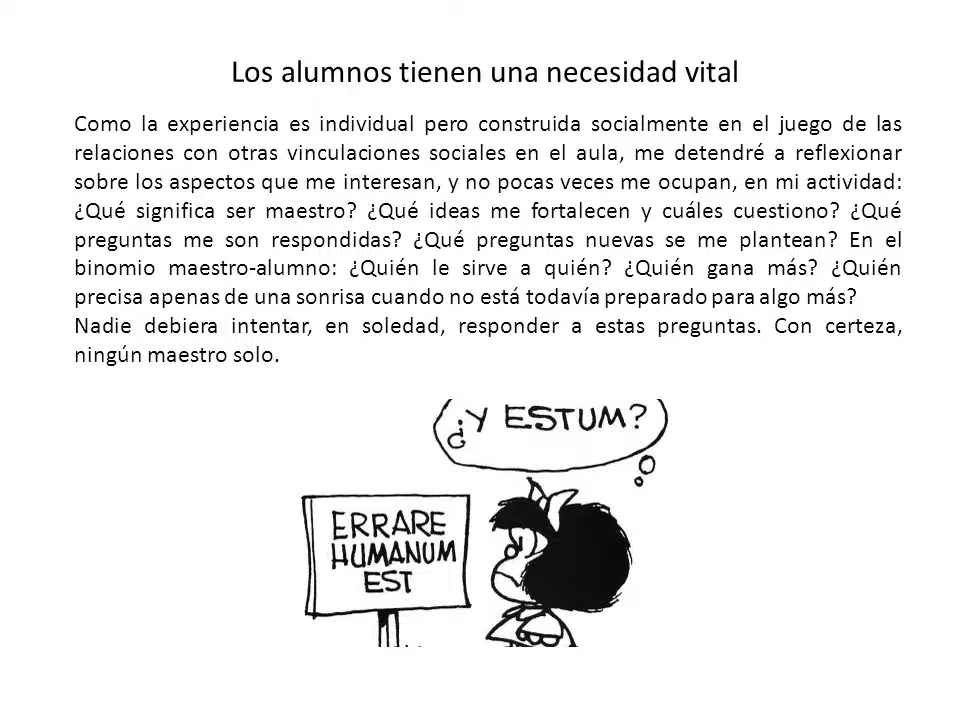 Los alumnos tienen una necesidad vital
Como la experiencia es individual pero construida socialmente en el juego de las
relaciones con otras vinculaciones sociales en el aula, me detendré a reflexionar
sobre los aspectos que me interesan, y no pocas veces me ocupan, en mi actividad:
¿Qué significa ser maestro? ¿Qué ideas me fortalecen y cuáles cuestiono? ¿Qué
preguntas me son respondidas? ¿Qué preguntas nuevas se me plantean? En el
binomio maestro-alumno: ¿Quién le sirve a quién? ¿Quién gana más? ¿Quién
precisa apenas de una sonrisa cuando no está todavía preparado para algo más?
Nadie debiera intentar, en soledad, responder a estas preguntas. Con certeza,
ningún maestro solo.
¿Y ESTUM?
ERRARE
HUMANUM
EST